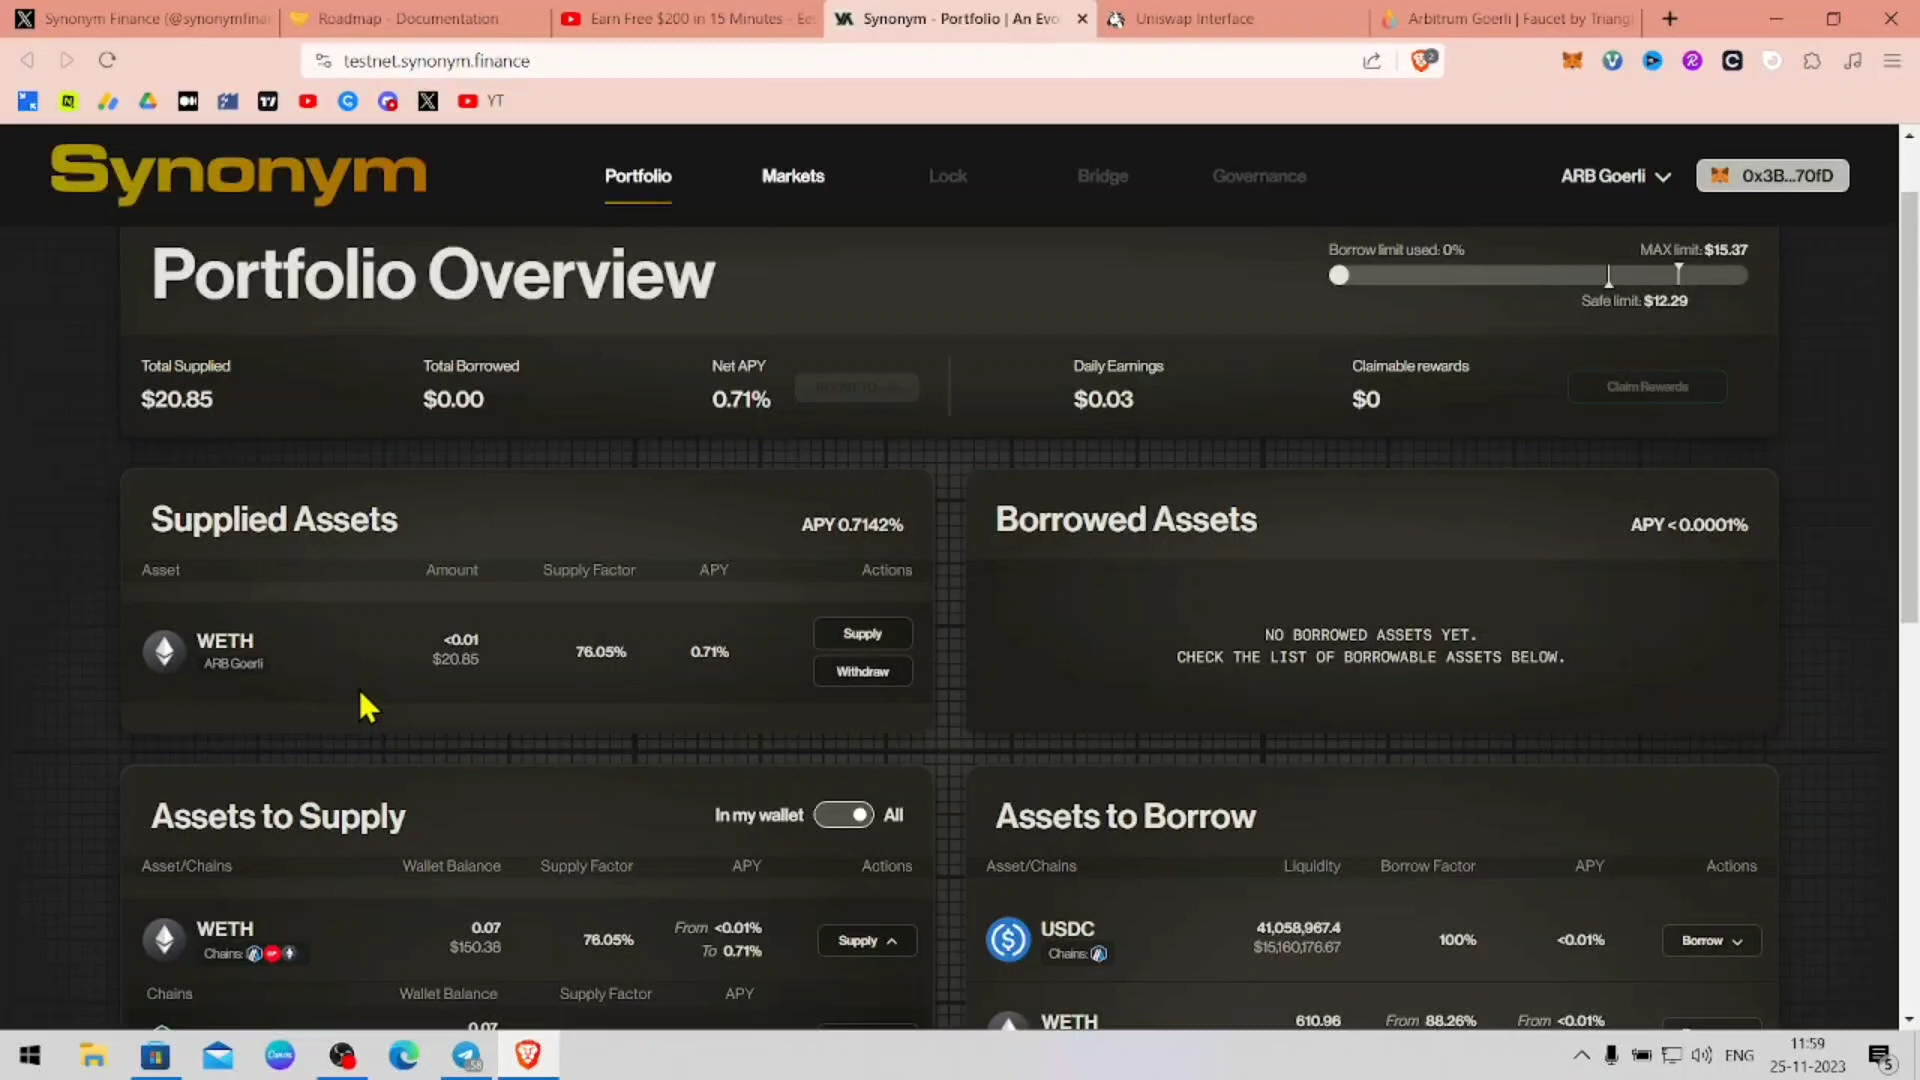 Synonym Finance (@synonymfinan
Roadmap - Documentation
Earn Free $200 in 15 Minutes - Ee
Synonym - Portfolio | An Evo
Uniswap Interface
Arbitrum Goerli | Faucet by Triangl
testnet.synonym.finance
2
YT
Synonym
Portfolio
Markets
Lock
Bridge
Governance
ARB Goerli
0x3B...70fD
Portfolio Overview
Borrow limit used: 0%
MAX limit: $15.37
Safe limit: $12.29
Total Supplied
Total Borrowed
Net APY
Daily Earnings
Claimable rewards
$20.85
$0.00
0.71%
$0.03
$0
Claim Rewards
Supplied Assets
APY 0.7142%
Asset
Amount
Supply Factor
APY
Actions
WETH
ARB Goerli
<0.01
$20.85
76.05%
0.71%
Supply
Withdraw
Borrowed Assets
APY <0.0001%
NO BORROWED ASSETS YET.
CHECK THE LIST OF BORROWABLE ASSETS BELOW.
Assets to Supply
In my wallet
All
Asset/Chains
Wallet Balance
Supply Factor
APY
Actions
WETH
Chains:
0.07
$150.38
76.05%
From <0.01%
To 0.71%
Supply
Chains
Wallet Balance
Supply Factor
APY
0.07
Assets to Borrow
Asset/Chains
Liquidity
Borrow Factor
APY
Actions
USDC
Chains:
41,058,967.4
$15,160,176.67
100%
<0.01%
Borrow
WETH
610.96
From 88.26%
From <0.01%
58
ENG
11:59
25-11-2023
5